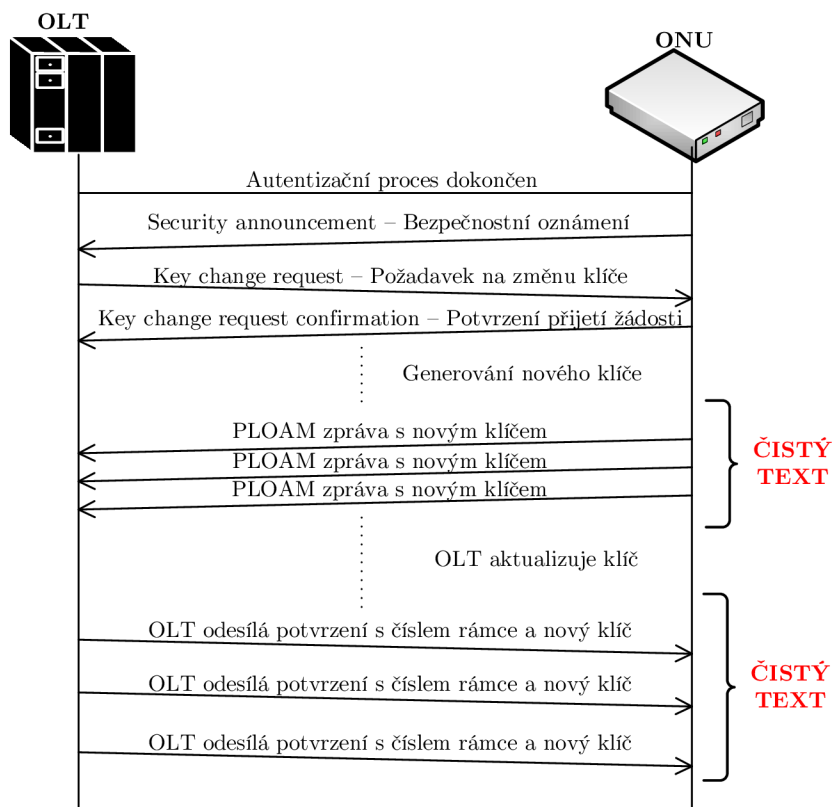 OLT
ONU
Autentizační proces dokončen
Security announcement – Bezpečnostní oznámení
Key change request – Požadavek na změnu klíče
Key change request confirmation – Potvrzení přijetí žádosti
Generování nového klíče
PLOAM zpráva s novým klíčem
PLOAM zpráva s novým klíčem
PLOAM zpráva s novým klíčem
ČISTÝ
TEXT
OLT aktualizuje klíč
OLT odesílá potvrzení s číslem rámce a nový klíč
OLT odesílá potvrzení s číslem rámce a nový klíč
OLT odesílá potvrzení s číslem rámce a nový klíč
ČISTÝ
TEXT